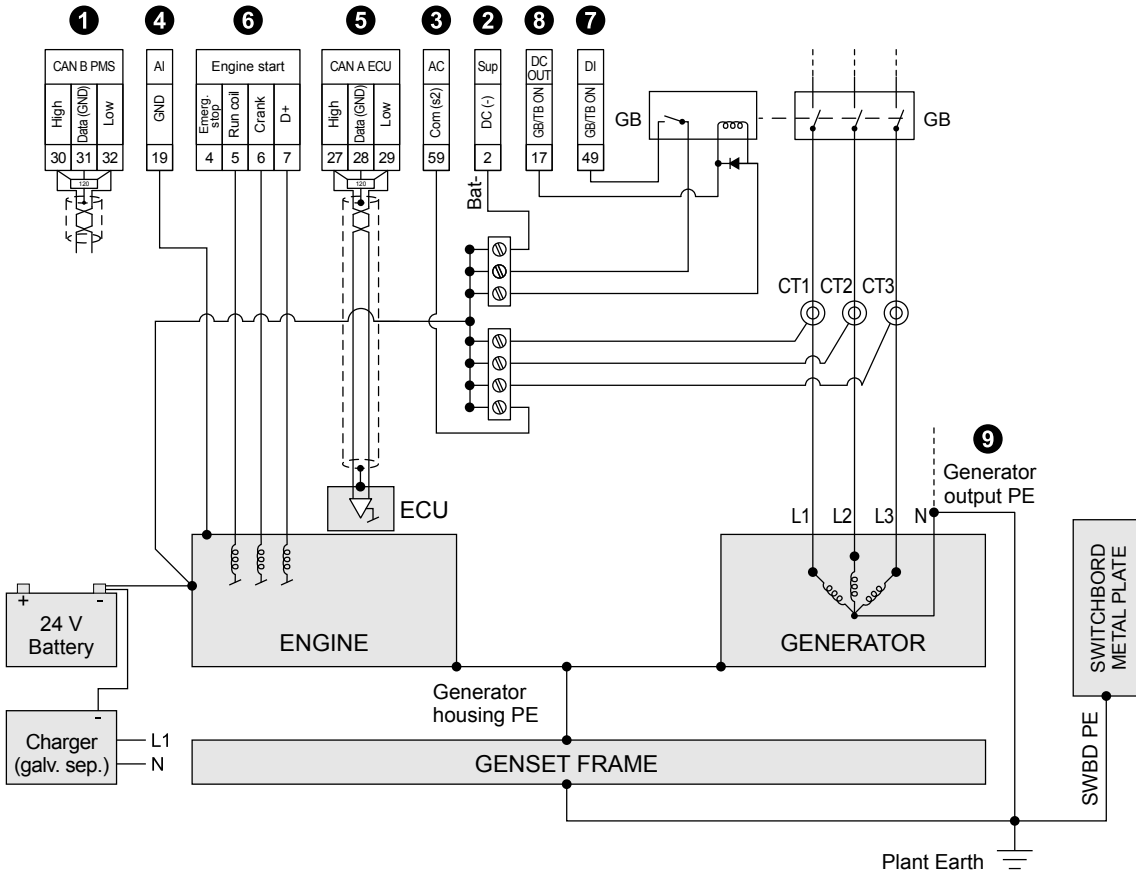 1
4
6
5
3
2
8
7
CAN B PMS
AI
Engine start
CAN A ECU
AC
Sup
DC
OUT
DI
High
Data (GND)
Low
GND
Emerg.
stop
Run coil
Crank
D+
High
Data (GND)
Low
Com (s2)
DC (-)
GB/TB ON
GB/TB ON
30
31
32
19
4
5
6
7
27
28
29
59
2
17
49
120
120
GB
GB
Bat-
CT1
CT2
CT3
9
Generator
output PE
ECU
L1
L2
L3
N
+
-
24 V
Battery
ENGINE
GENERATOR
SWITCHBORD
METAL PLATE
Generator
housing PE
-
Charger
(galv. sep.)
L1
N
GENSET FRAME
SWBD PE
Plant Earth